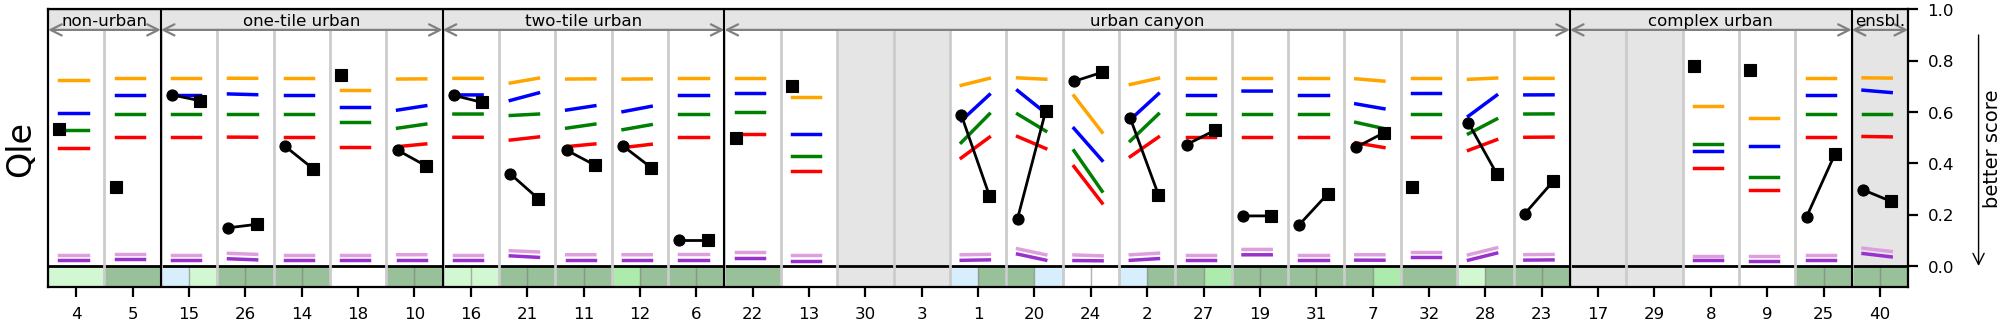 non-urban one-tile urban two-tile urban urban canyon complex urban ensbl.
Qle
1.0
0.8
0.6
0.4
0.2
0.0
better score
4 5 15 26 14 18 10 16 21 11 12 6 22 13 30 3 1 20 24 2 27 19 31 7 32 28 23 17 29 8 9 25 40